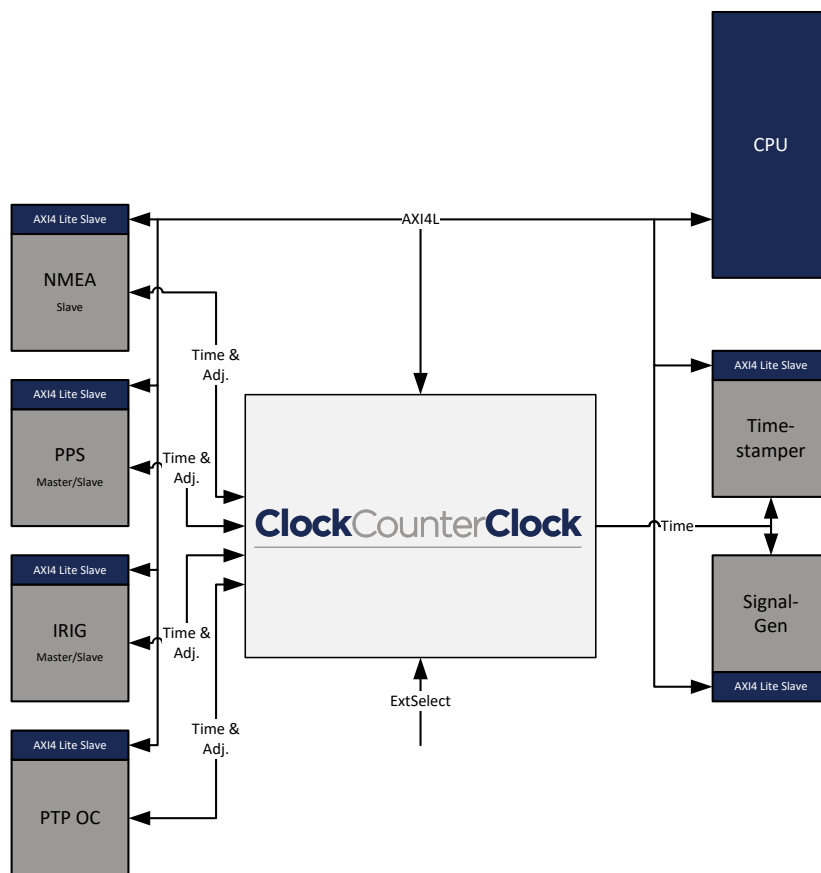 CPU
AXI4 Lite Slave
NMEA
Slave
AXI4L
Time &
Adj.
AXI4 Lite Slave
PPS
Master/Slave
Time &
Adj.
AXI4 Lite Slave
Time-
stamper
ClockCounterClock
Time
AXI4 Lite Slave
IRIG
Master/Slave
Time &
Adj.
Signal-
Gen
AXI4 Lite Slave
ExtSelect
Time &
Adj.
AXI4 Lite Slave
PTP OC